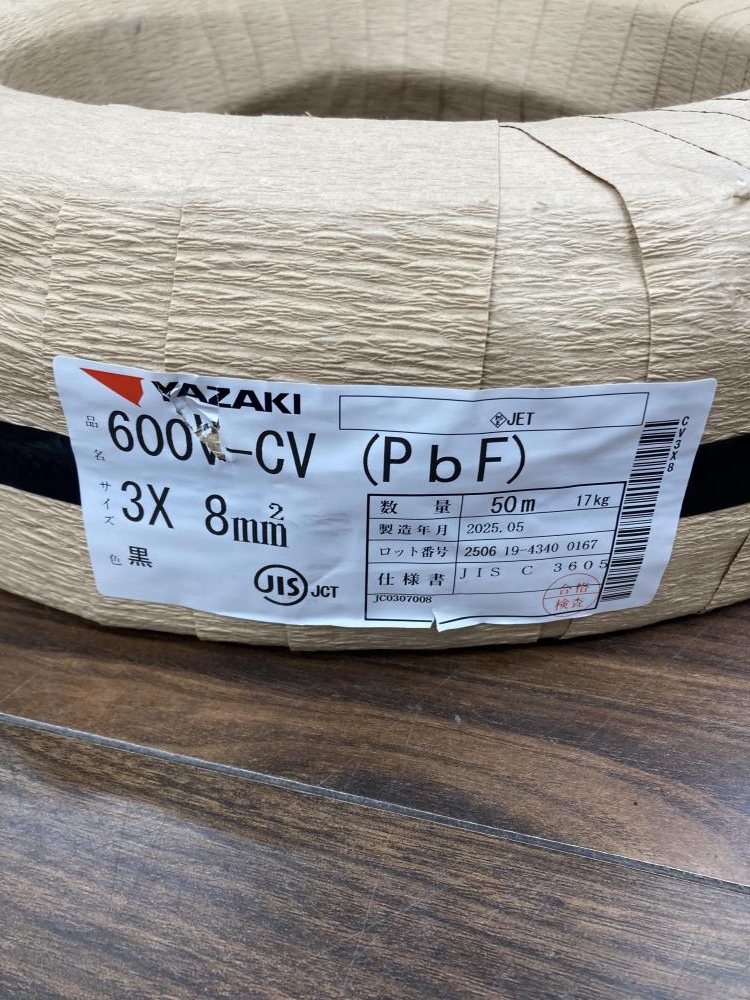 YAZAKI
品名 600V-CV (PbF)
サイズ 3X 8mm²
色 黒
JIS JCT
PSE JET
数量 50m 17kg
製造年月 2025.05
ロット番号 2506 19-4340 0167
仕様書 JIS C 3605
JC0307008
合格
検査
CV3X8